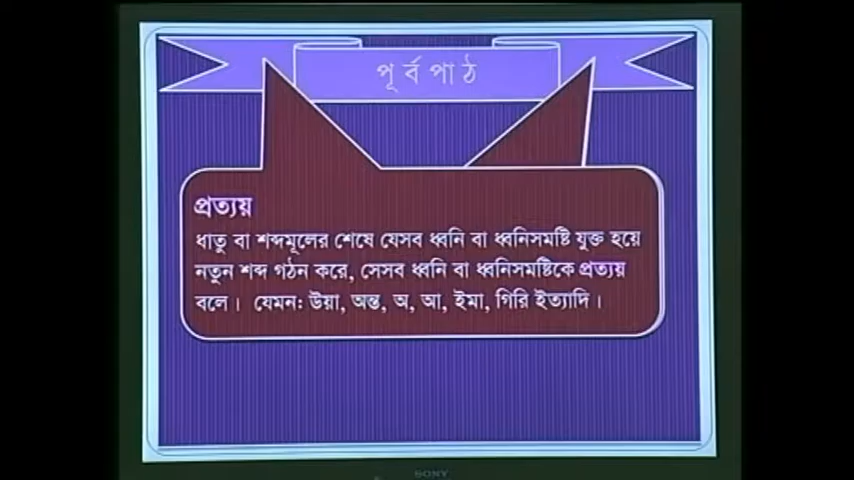 পূর্বপাঠ
প্রত্যয়
ধাতু বা শব্দমূলের শেষে যেসব ধ্বনি বা ধ্বনিসমষ্টি যুক্ত হয়ে
নতুন শব্দ গঠন করে, সেসব ধ্বনি বা ধ্বনিসমষ্টিকে প্রত্যয়
বলে। যেমন: উয়া, অন্ত, অ, আ, ইমা, গিরি ইত্যাদি।
SONY